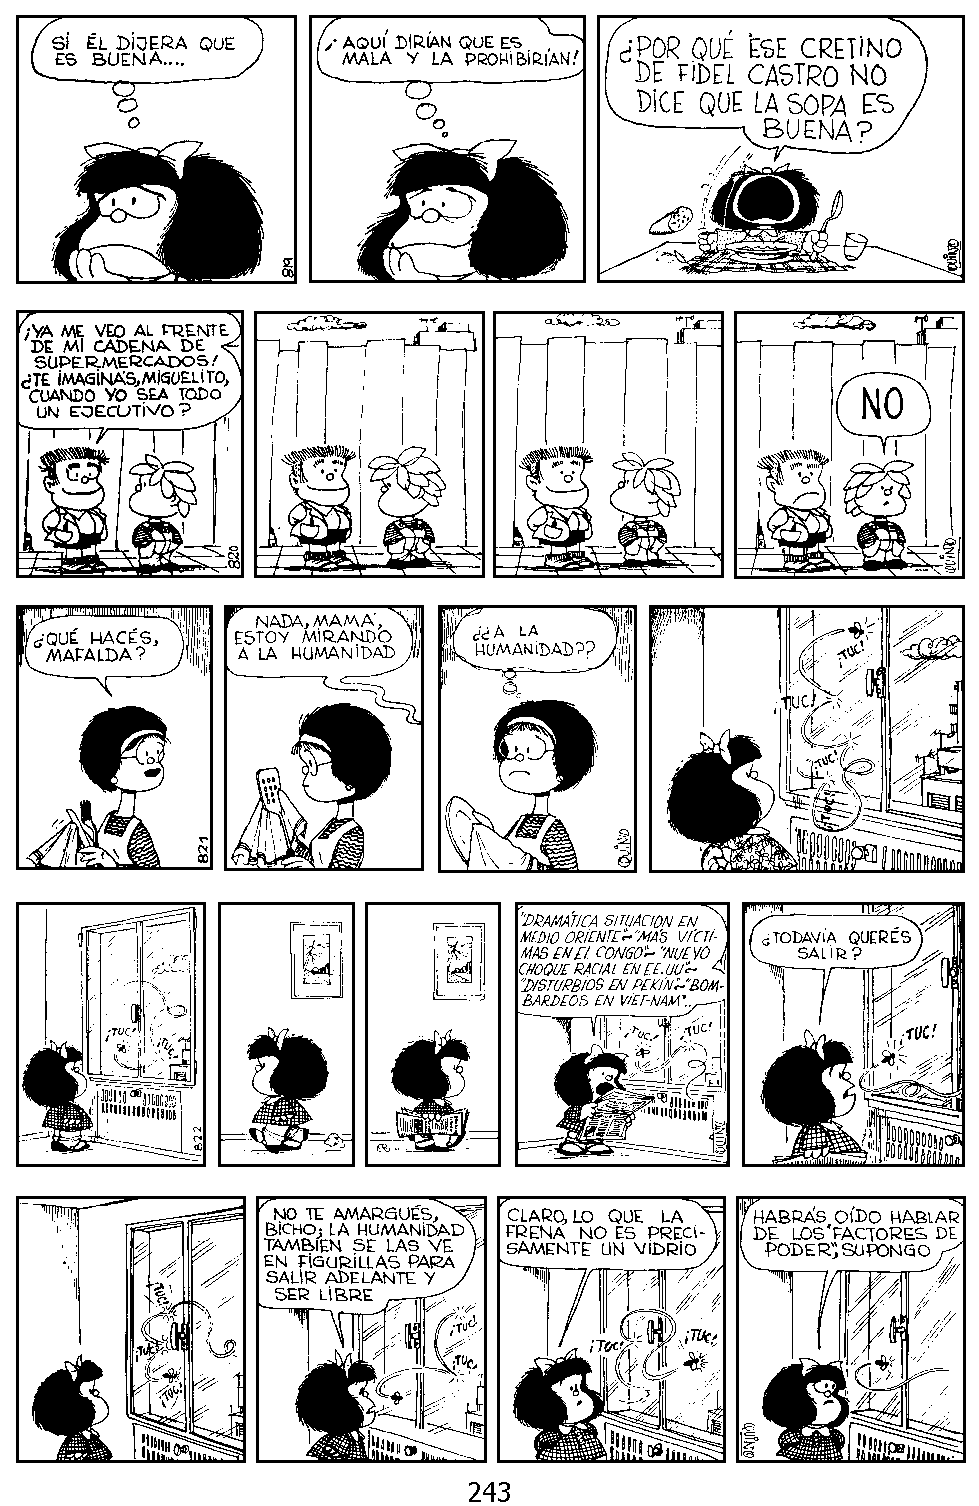 SI ÉL DIJERA QUE
ES BUENA....
819
¡AQUÍ DIRÍAN QUE ES
MALA Y LA PROHIBIRÍAN!
¿POR QUÉ ESE CRETINO
DE FIDEL CASTRO NO
DICE QUE LA SOPA ES
BUENA?
QUINO
¡YA ME VEO AL FRENTE
DE MI CADENA DE
SUPERMERCADOS!
¿TE IMAGINÁS, MIGUELITO,
CUANDO YO SEA TODO
UN EJECUTIVO?
820
NO
QUINO
¿QUÉ HACÉS,
MAFALDA?
821
NADA, MAMÁ,
ESTOY MIRANDO
A LA HUMANIDAD
¿¿A LA
HUMANIDAD??
QUINO
¡TUC!
¡TUC!
¡TUC!
¡TUC!
¡TUC!
¡TUC!
822
"DRAMÁTICA SITUACION EN
MEDIO ORIENTE"~"MÁS VÍCTI-
MAS EN EL CONGO"~ "NUEVO
CHOQUE RACIAL EN EE.UU"~
"DISTURBIOS EN PEKÍN"~"BOM-
BARDEOS EN VIET-NAM"..
¡TUC!
¡TUC!
QUINO
¿TODAVÍA QUERÉS
SALIR?
¡TUC!
¡TUC!
¡TUC!
¡TUC!
NO TE AMARGUÉS,
BICHO; LA HUMANIDAD
TAMBIÉN SE LAS VE
EN FIGURILLAS PARA
SALIR ADELANTE Y
SER LIBRE
¡TUC!
¡TUC!
CLARO, LO QUE LA
FRENA NO ES PRECI-
SAMENTE UN VIDRIO
¡TUC!
¡TUC!
HABRÁS OÍDO HABLAR
DE LOS "FACTORES DE
PODER", SUPONGO
QUINO
243